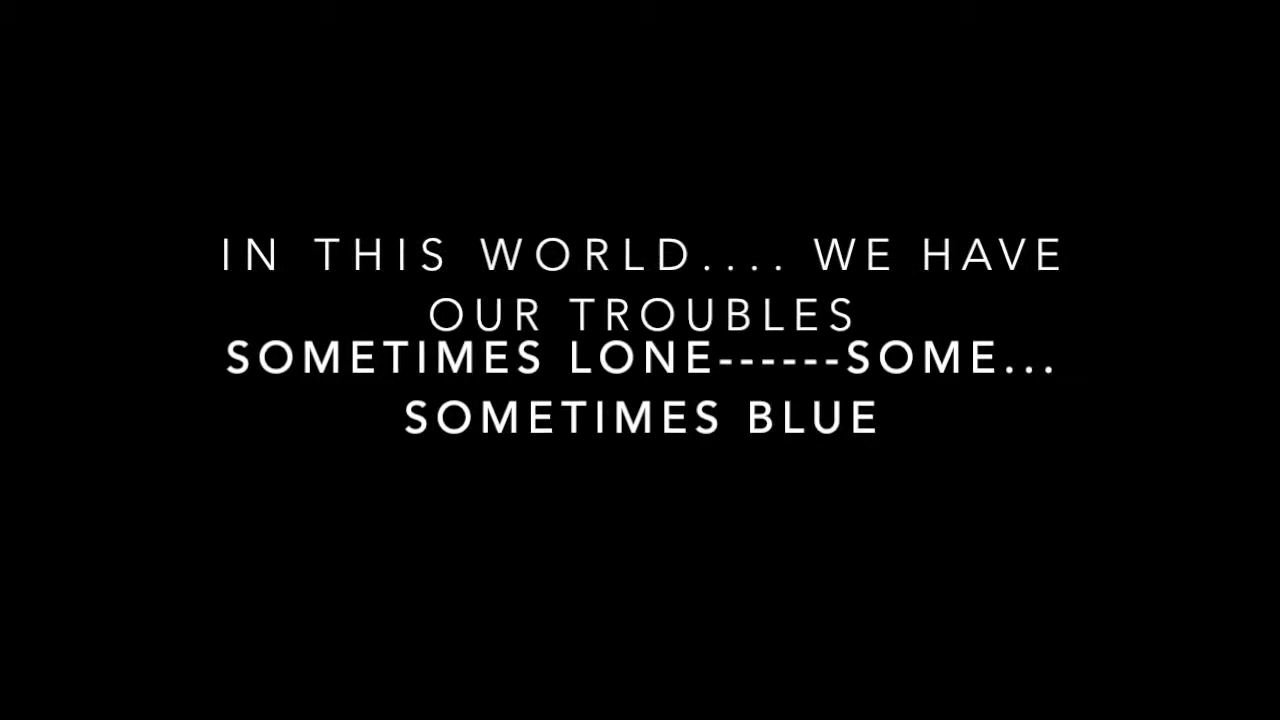 IN THIS WORLD.... WE HAVE
OUR TROUBLES
SOMETIMES LONE------SOME...
SOMETIMES BLUE